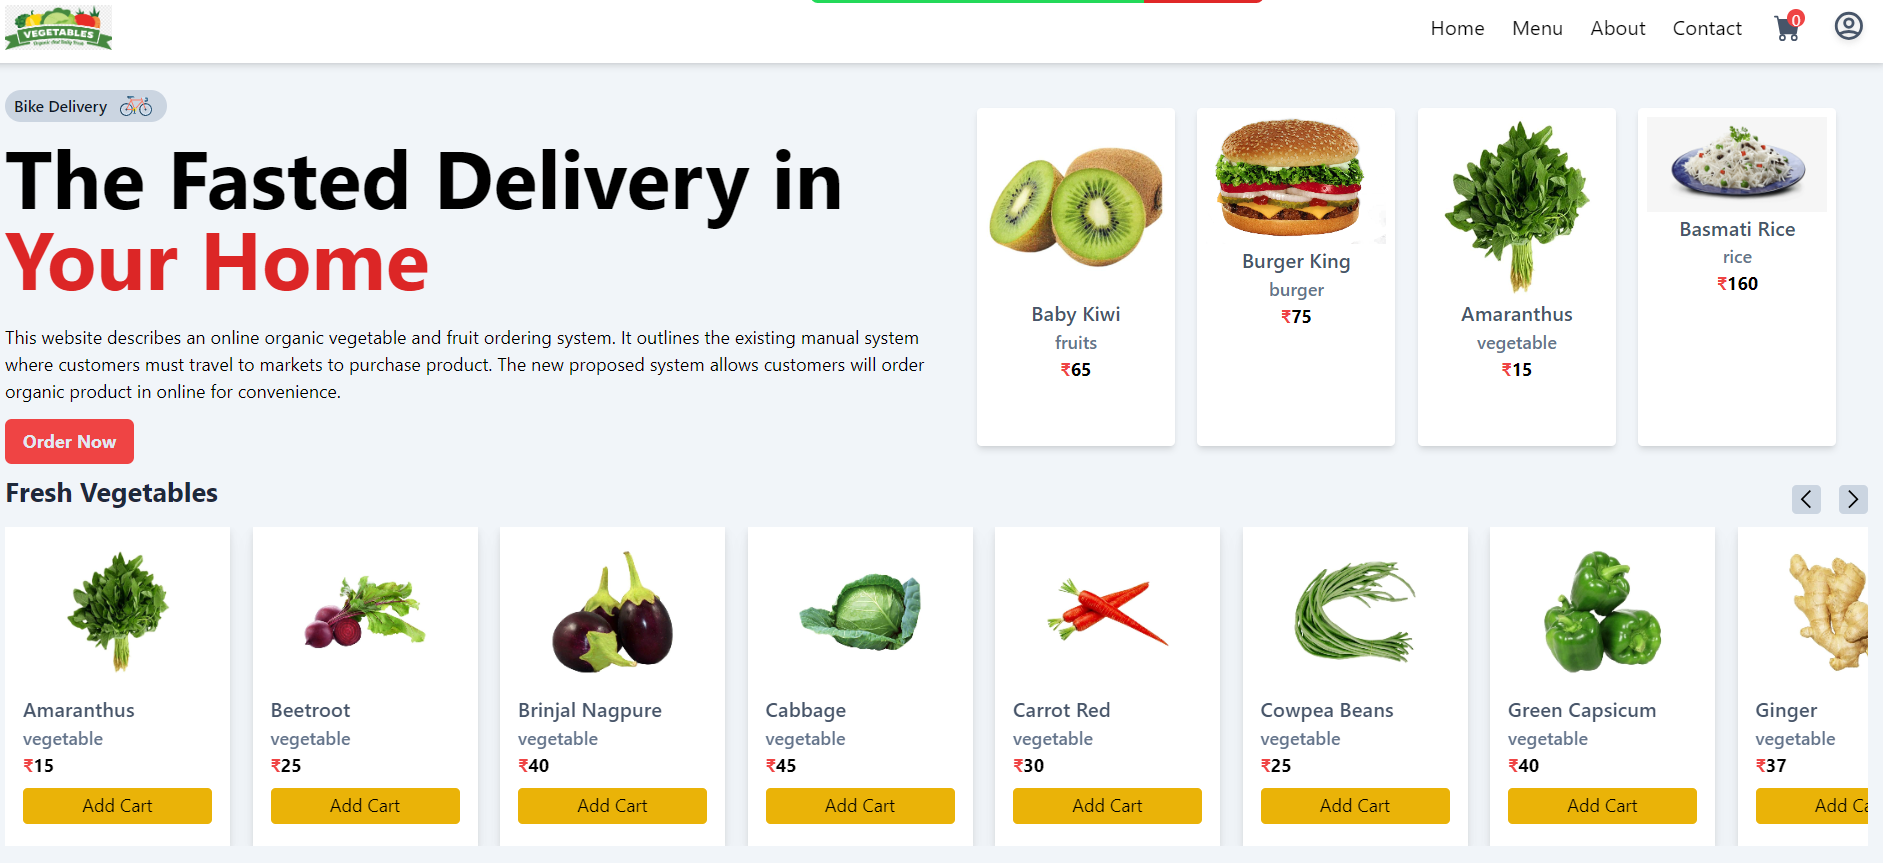 VEGETABLES
Home Menu About Contact 0
Bike Delivery
The Fasted Delivery in
Your Home
This website describes an online organic vegetable and fruit ordering system. It outlines the existing manual system
where customers must travel to markets to purchase product. The new proposed system allows customers will order
organic product in online for convenience.
Order Now
Baby Kiwi
fruits
₹65
Burger King
burger
₹75
Amaranthus
vegetable
₹15
Basmati Rice
rice
₹160
Fresh Vegetables
Amaranthus
vegetable
₹15
Add Cart
Beetroot
vegetable
₹25
Add Cart
Brinjal Nagpure
vegetable
₹40
Add Cart
Cabbage
vegetable
₹45
Add Cart
Carrot Red
vegetable
₹30
Add Cart
Cowpea Beans
vegetable
₹25
Add Cart
Green Capsicum
vegetable
₹40
Add Cart
Ginger
vegetable
₹37
Add Ca